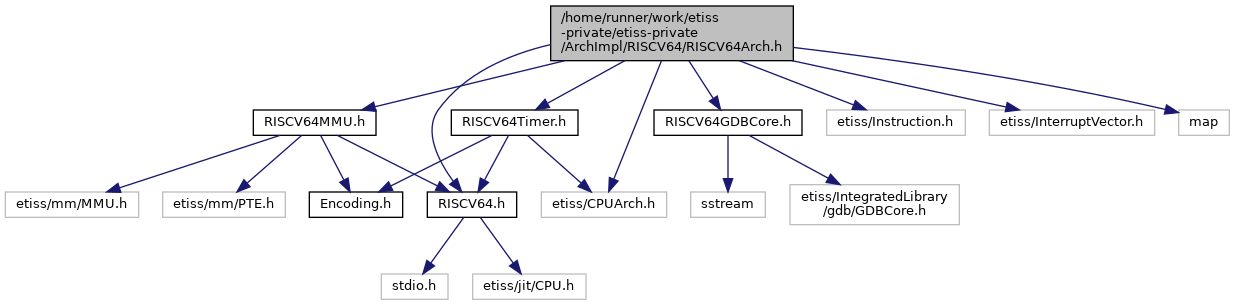 /home/runner/work/etiss
-private/etiss-private
/ArchImpl/RISCV64/RISCV64Arch.h
RISCV64MMU.h
RISCV64Timer.h
RISCV64GDBCore.h
etiss/Instruction.h
etiss/InterruptVector.h
map
etiss/mm/MMU.h
etiss/mm/PTE.h
Encoding.h
RISCV64.h
etiss/CPUArch.h
sstream
etiss/IntegratedLibrary
/gdb/GDBCore.h
stdio.h
etiss/jit/CPU.h